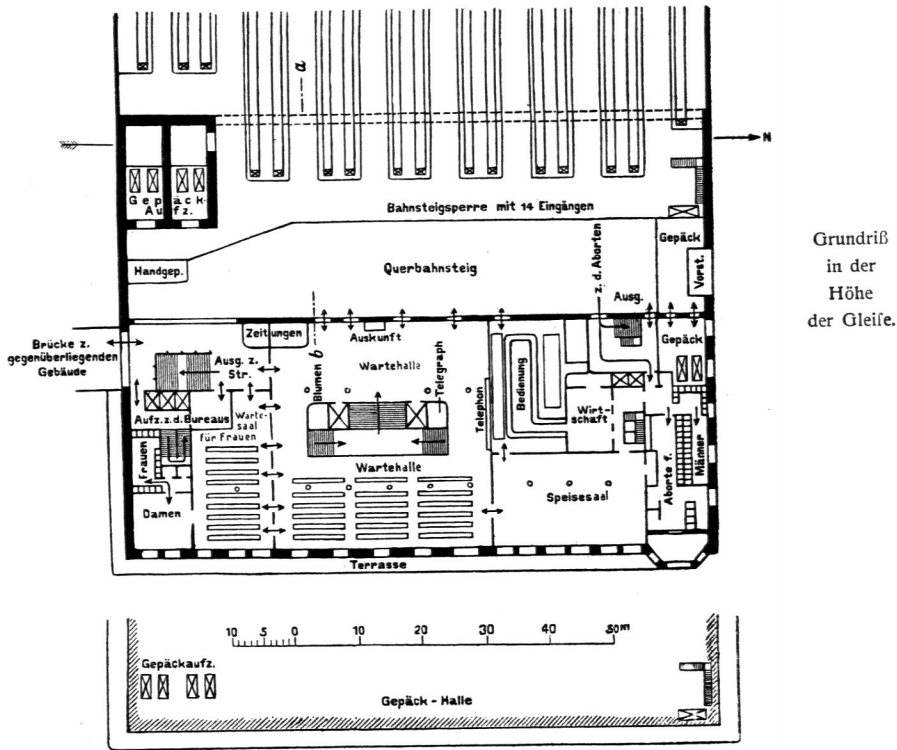 a
N
Gepäck-
Aufz.
Bahnsteigsperre mit 14 Eingängen
Gepäck
Handgep.
Querbahnsteig
z. d. Aborten
Vorst.
Ausg.
Grundriß
in der
Höhe
der Gleiſe.
Brücke z.
gegenüberliegenden
Gebäude
Zeitungen
Auskunft
Gepäck
Ausg. z.
Str.
b
Blumen
Wartehalle
Telegraph
Telephon
Bedienung
Wirt-
schaft
Aufz. z. d. Bureaus
Warte-
saal
für Frauen
Frauen
Wartehalle
Damen
Speisesaal
Aborte f.
Männer
Terrasse
10 5 0 10 20 30 40 50 m
Gepäckaufz.
Gepäck - Halle